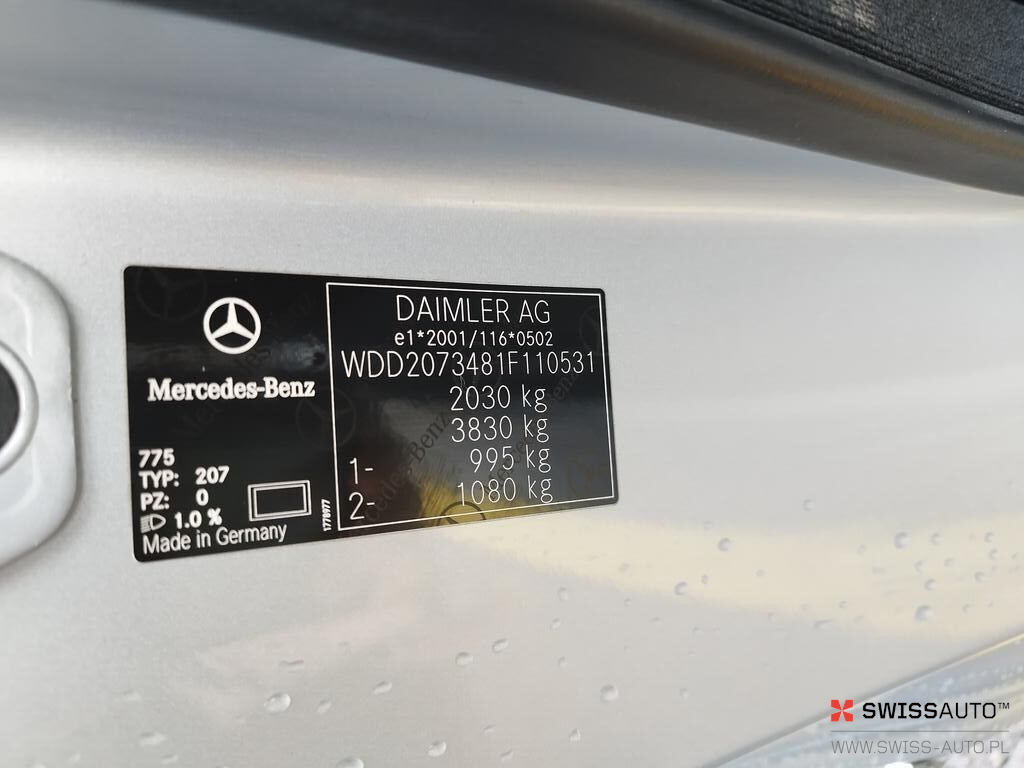 Mercedes-Benz
775
TYP: 207
PZ: 0
1.0 %
Made in Germany
1778977
DAIMLER AG
e1*2001/116*0502
WDD2073481F110531
2030 kg
3830 kg
1- 995 kg
2- 1080 kg
SWISSAUTO™
WWW.SWISS-AUTO.PL